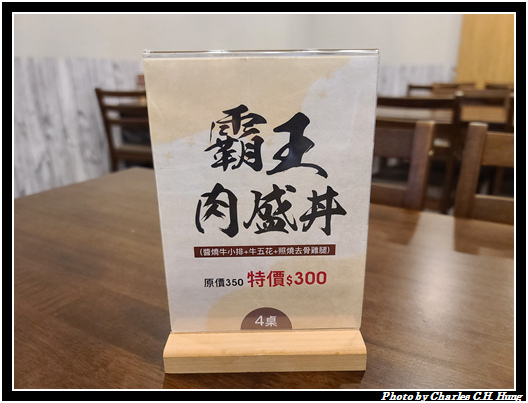 霸王
肉盛丼
(醬燒牛小排+牛五花+照燒去骨雞腿)
原價350 特價$300
4桌
Photo by Charles C.H. Hung